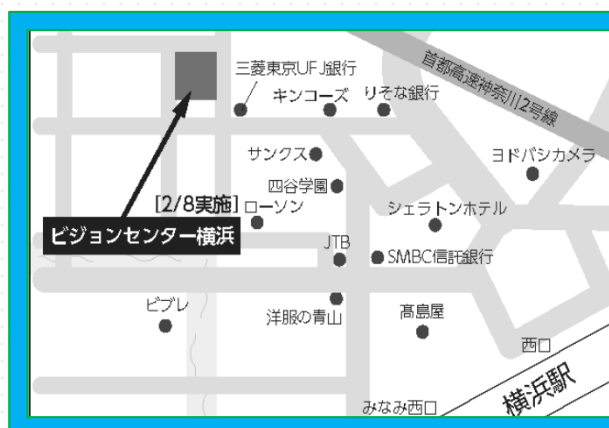 三菱東京UFJ銀行
首都高速神奈川2号線
キンコーズ
りそな銀行
サンクス
ヨドバシカメラ
四谷学園
[2/8実施]
ローソン
シェラトンホテル
ビジョンセンター横浜
JTB
SMBC信託銀行
ビブレ
洋服の青山
髙島屋
西口
横浜駅
みなみ西口